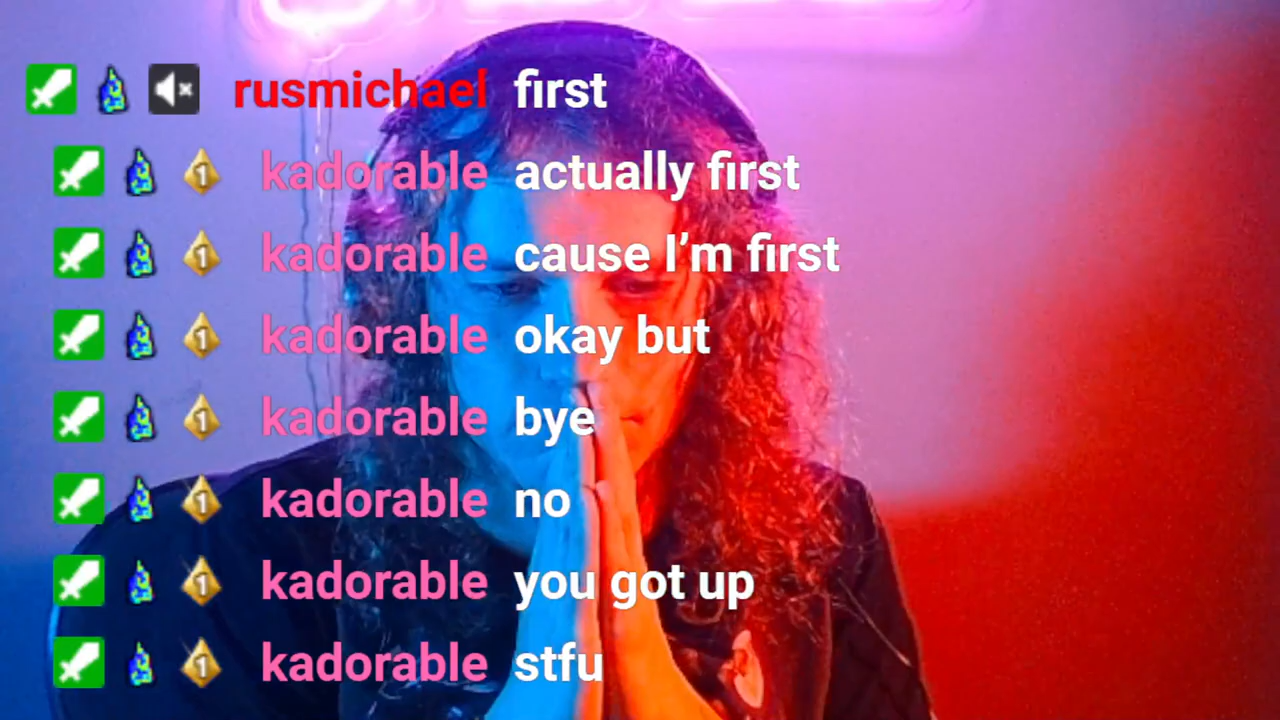 rusmichael first
kadorable actually first
kadorable cause I'm first
kadorable okay but
kadorable bye
kadorable no
kadorable you got up
kadorable stfu